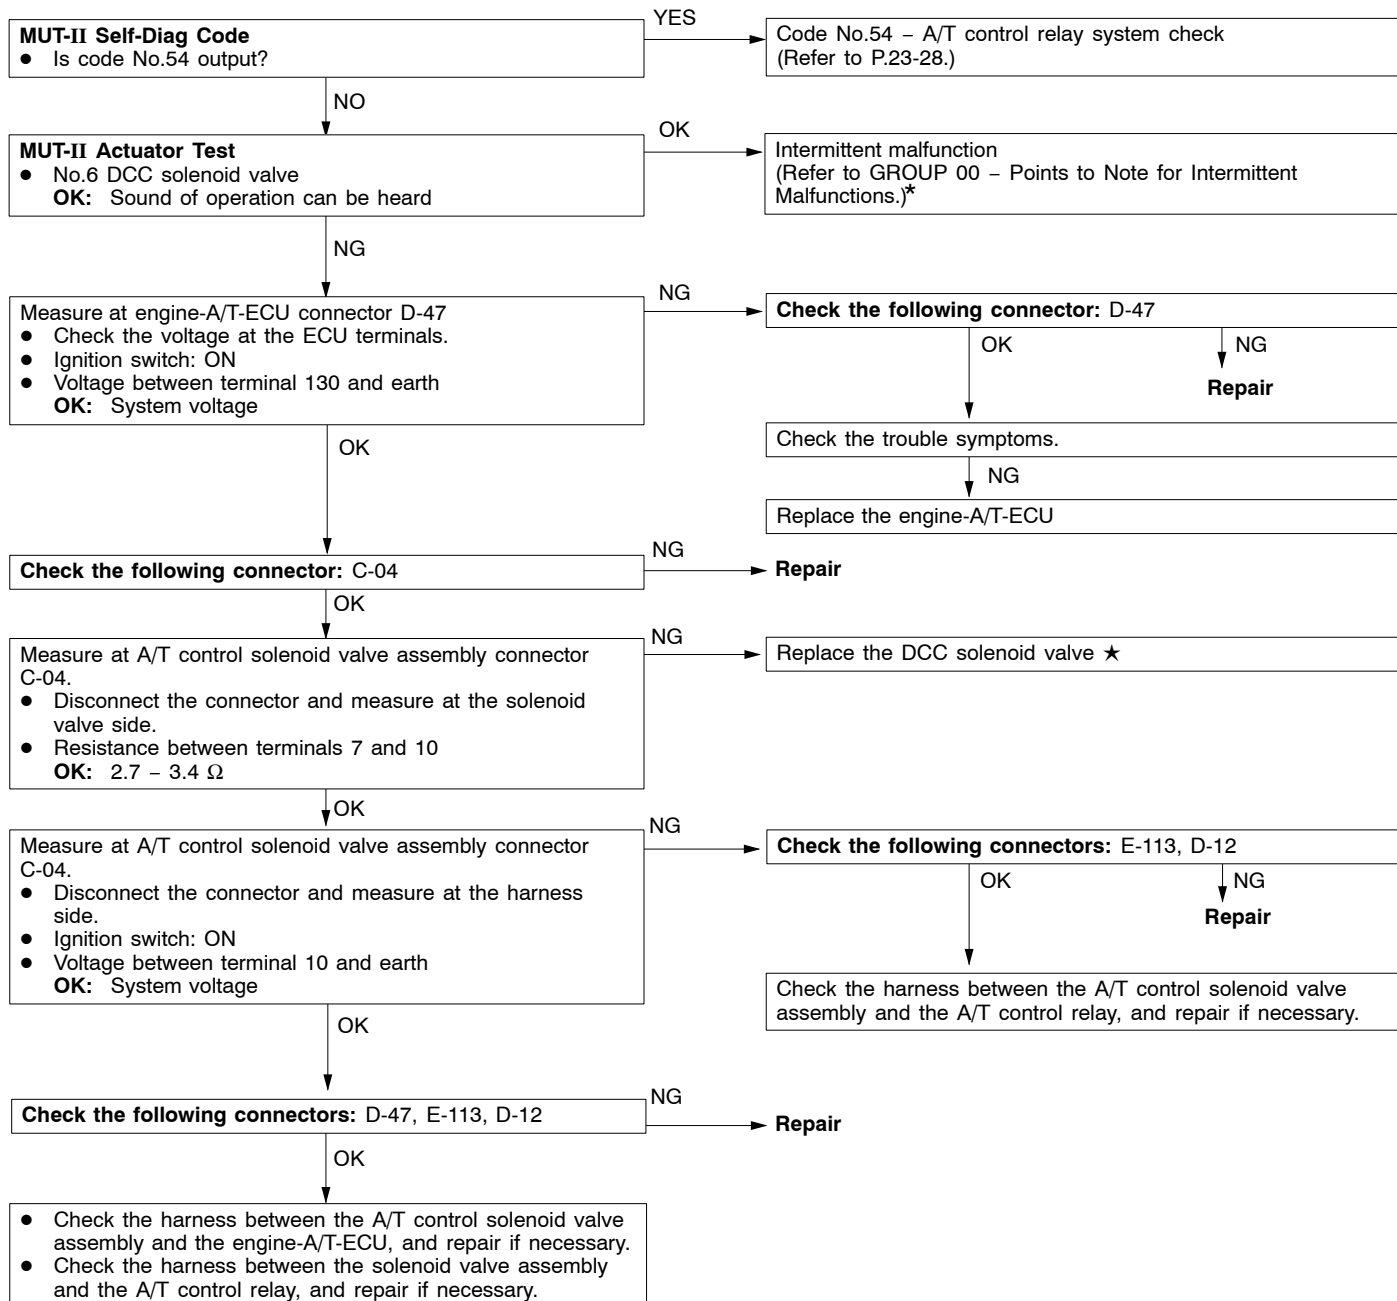 MUT-II Self-Diag Code
● Is code No.54 output?
YES
Code No.54 – A/T control relay system check
(Refer to P.23-28.)
NO
MUT-II Actuator Test
● No.6 DCC solenoid valve
OK: Sound of operation can be heard
OK
Intermittent malfunction
(Refer to GROUP 00 – Points to Note for Intermittent
Malfunctions.)*
NG
Measure at engine-A/T-ECU connector D-47
● Check the voltage at the ECU terminals.
● Ignition switch: ON
● Voltage between terminal 130 and earth
OK: System voltage
NG
Check the following connector: D-47
OK
NG
Repair
Check the trouble symptoms.
NG
Replace the engine-A/T-ECU
OK
Check the following connector: C-04
NG
Repair
OK
Measure at A/T control solenoid valve assembly connector
C-04.
● Disconnect the connector and measure at the solenoid
valve side.
● Resistance between terminals 7 and 10
OK: 2.7 – 3.4 Ω
NG
Replace the DCC solenoid valve ★
OK
Measure at A/T control solenoid valve assembly connector
C-04.
● Disconnect the connector and measure at the harness
side.
● Ignition switch: ON
● Voltage between terminal 10 and earth
OK: System voltage
NG
Check the following connectors: E-113, D-12
OK
NG
Repair
Check the harness between the A/T control solenoid valve
assembly and the A/T control relay, and repair if necessary.
OK
Check the following connectors: D-47, E-113, D-12
NG
Repair
OK
● Check the harness between the A/T control solenoid valve
assembly and the engine-A/T-ECU, and repair if necessary.
● Check the harness between the solenoid valve assembly
and the A/T control relay, and repair if necessary.